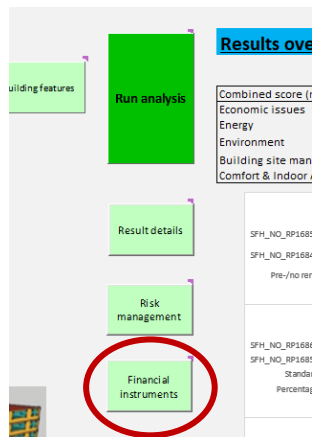 Results ove
uilding features
Run analysis
Combined score (r
Economic issues
Energy
Environment
Building site man
Comfort & Indoor A
Result details
SFH_NO_RP1685
SFH_NO_RP1684
Pre-/no ren
Risk
management
SFH_NO_RP1686
SFH_NO_RP1685
Standa
Percentag
Financial
instruments